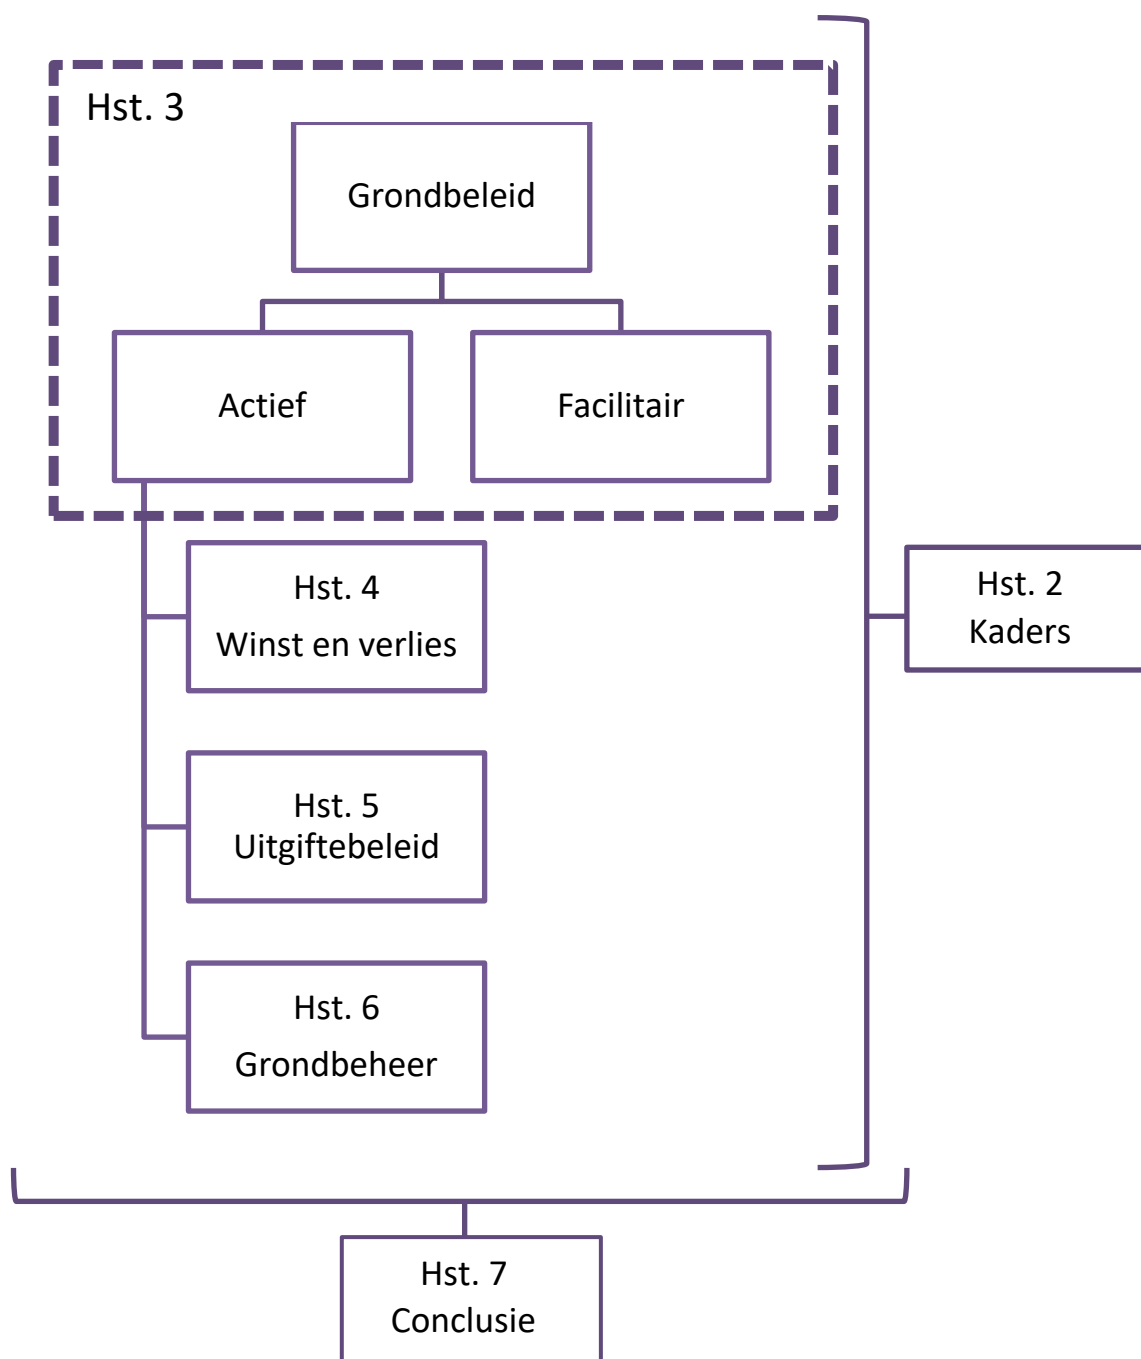 Hst. 3
Grondbeleid
Actief
Facilitair
Hst. 4
Winst en verlies
Hst. 5
Uitgiftebeleid
Hst. 6
Grondbeheer
Hst. 2
Kaders
Hst. 7
Conclusie